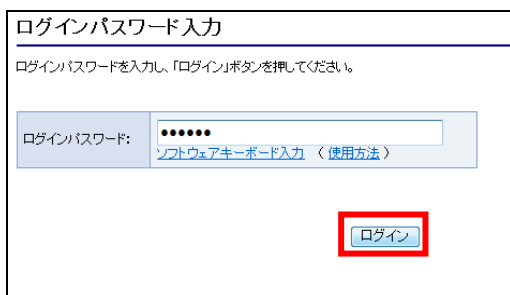 ログインパスワード入力
ログインパスワードを入力し、「ログイン」ボタンを押してください。
ログインパスワード: ●●●●●●
ソフトウェアキーボード入力 ( 使用方法 )
ログイン